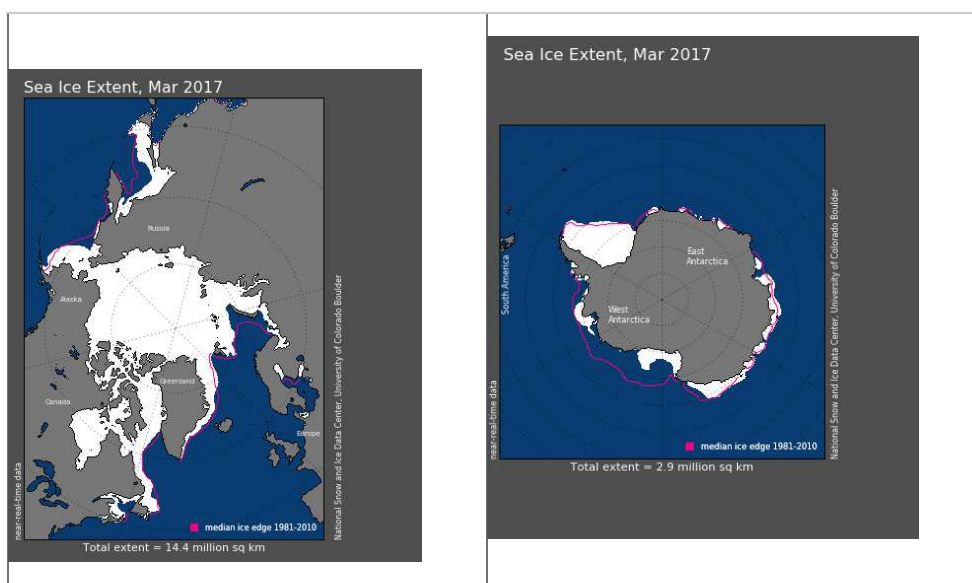 Sea Ice Extent, Mar 2017
Russia
Alaska
Greenland
Canada
Europe
near-real-time data
National Snow and Ice Data Center, University of Colorado Boulder
median ice edge 1981-2010
Total extent = 14.4 million sq km
Sea Ice Extent, Mar 2017
South America
East
Antarctica
West
Antarctica
near-real-time data
National Snow and Ice Data Center, University of Colorado Boulder
median ice edge 1981-2010
Total extent = 2.9 million sq km